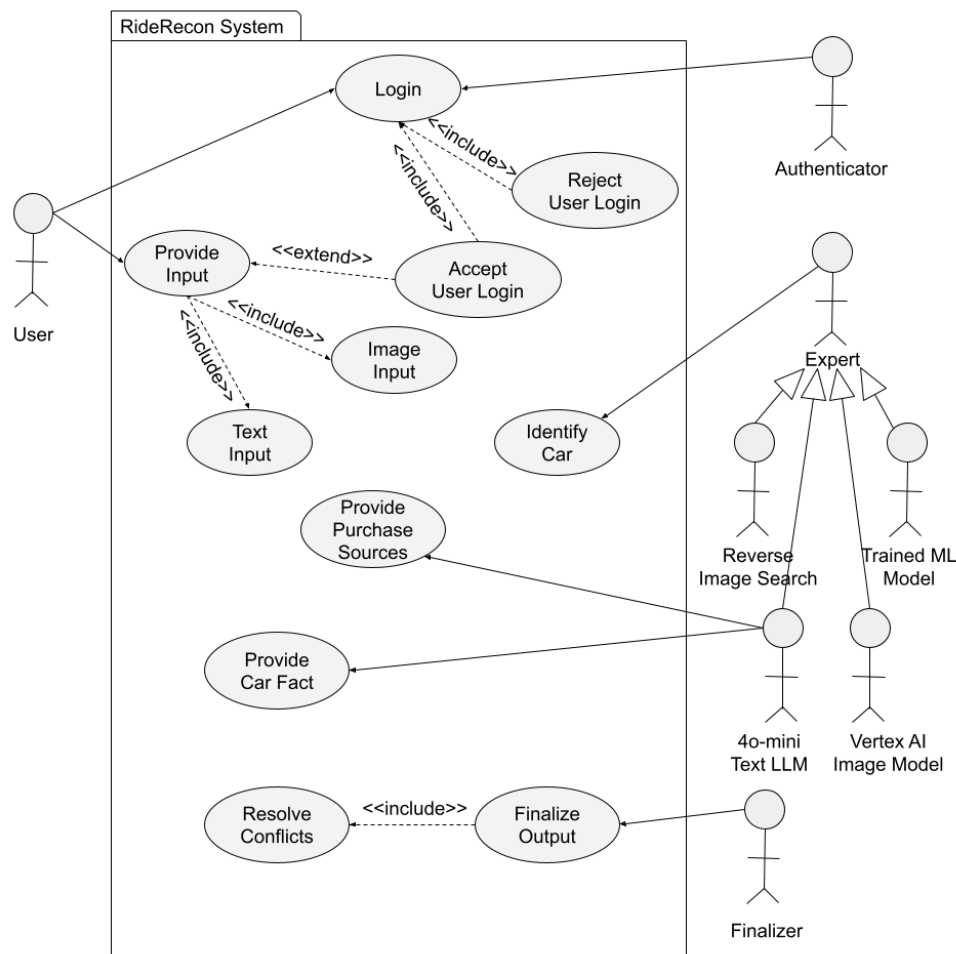 RideRecon System
Login
<<include>>
<<include>>
Reject
User Login
Authenticator
Provide
Input
<<extend>>
Accept
User Login
User
<<include>>
<<include>>
Image
Input
Expert
Text
Input
Identify
Car
Provide
Purchase
Sources
Reverse
Image Search
Trained ML
Model
Provide
Car Fact
4o-mini
Text LLM
Vertex AI
Image Model
Resolve
Conflicts
<<include>>
Finalize
Output
Finalizer